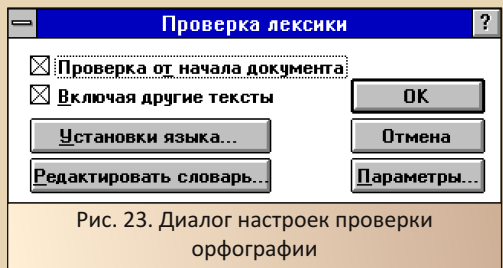 Проверка лексики ?
Проверка от начала документа
Включая другие тексты
OK
Установки языка...
Отмена
Редактировать словарь...
Параметры...
Рис. 23. Диалог настроек проверки
орфографии